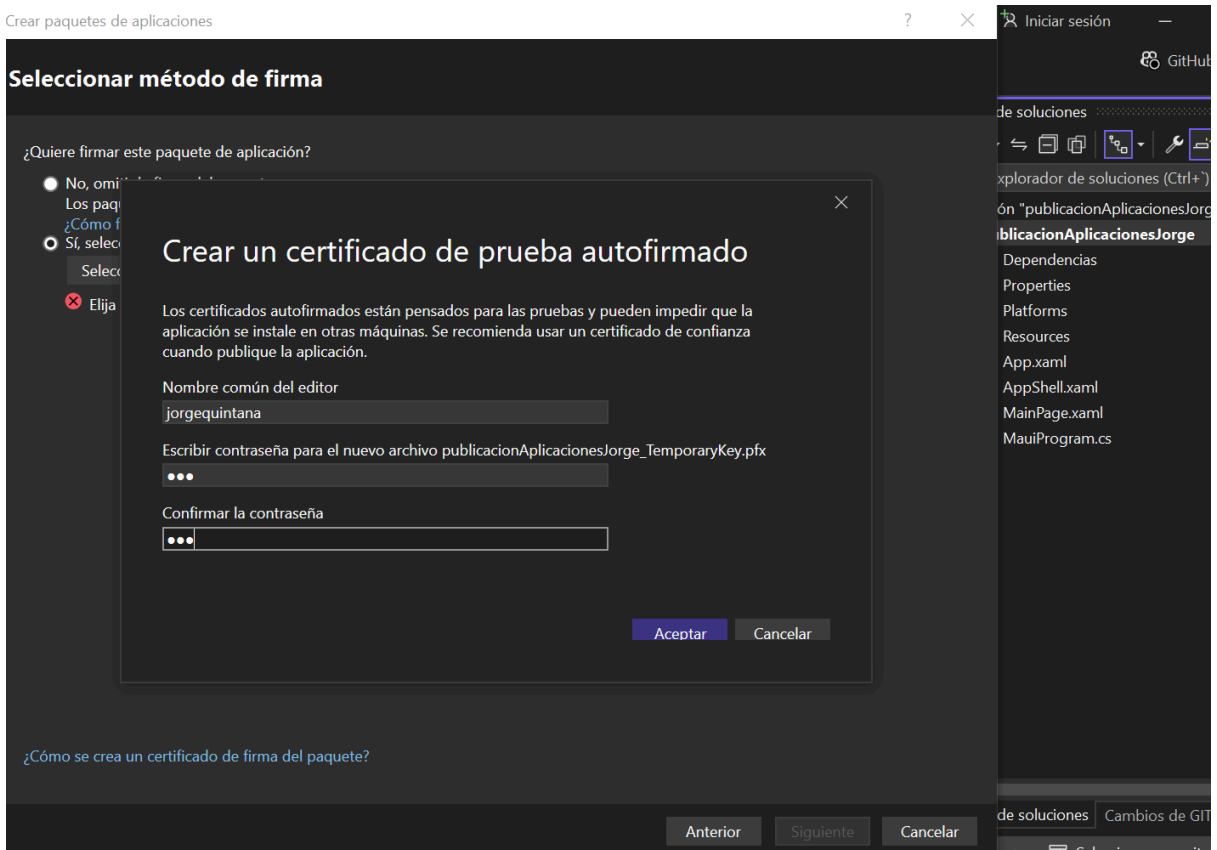 Crear paquetes de aplicaciones
?
Iniciar sesión
GitHub
Seleccionar método de firma
¿Quiere firmar este paquete de aplicación?
No,
Los
¿Cómo
Sí,
Elija
Crear un certificado de prueba autofirmado
Los certificados autofirmados están pensados para las pruebas y pueden impedir que la
aplicación se instale en otras máquinas. Se recomienda usar un certificado de confianza
cuando publique la aplicación.
Nombre común del editor
jorgequintana
Escribir contraseña para el nuevo archivo publicacionAplicacionesJorge_TemporaryKey.pfx
●●●
Confirmar la contraseña
●●●
Aceptar
Cancelar
¿Cómo se crea un certificado de firma del paquete?
Anterior
Siguiente
Cancelar
de soluciones
xplorador de soluciones (Ctrl+`)
ón "publicacionAplicacionesJorg
blicacionAplicacionesJorge
Dependencias
Properties
Platforms
Resources
App.xaml
AppShell.xaml
MainPage.xaml
MauiProgram.cs
de soluciones
Cambios de GIT